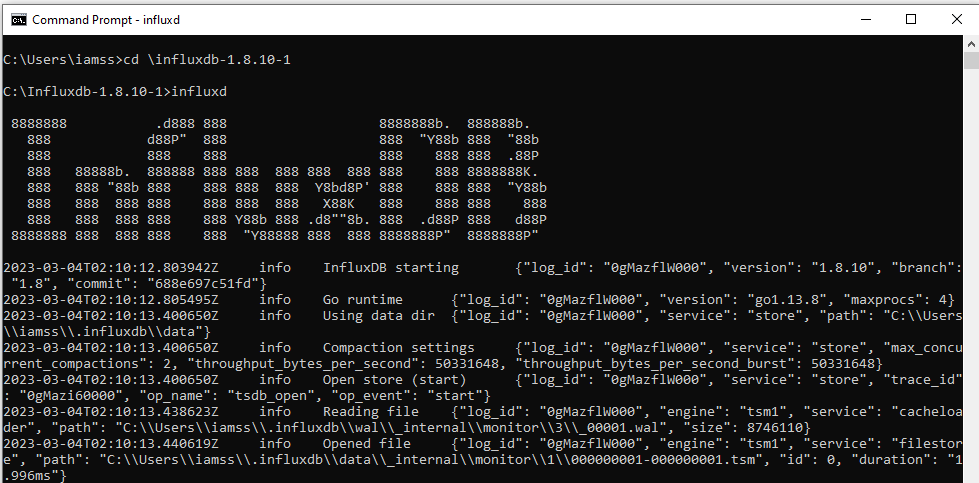 Command Prompt - influxd
C:\Users\iamss>cd \influxdb-1.8.10-1
C:\Influxdb-1.8.10-1>influxd
 8888888           .d888 888                   8888888b.  888888b.
   888            d88P"  888                   888  "Y88b 888  "88b
   888            888    888                   888    888 888  .88P
   888   88888b.  888888 888 888  888 888  888 888    888 8888888K.
   888   888 "88b 888    888 888  888  Y8bd8P' 888    888 888  "Y88b
   888   888  888 888    888 888  888   X88K   888    888 888    888
   888   888  888 888    888 Y88b 888 .d8""8b. 888  .d88P 888   d88P
 8888888 888  888 888    888  "Y88888 888  888 8888888P"  8888888P"
2023-03-04T02:10:12.803942Z     info    InfluxDB starting       {"log_id": "0gMazflW000", "version": "1.8.10", "branch":
 "1.8", "commit": "688e697c51fd"}
2023-03-04T02:10:12.805495Z     info    Go runtime      {"log_id": "0gMazflW000", "version": "go1.13.8", "maxprocs": 4}
2023-03-04T02:10:13.400650Z     info    Using data dir  {"log_id": "0gMazflW000", "service": "store", "path": "C:\\Users
\\iamss\\.influxdb\\data"}
2023-03-04T02:10:13.400650Z     info    Compaction settings     {"log_id": "0gMazflW000", "service": "store", "max_concu
rrent_compactions": 2, "throughput_bytes_per_second": 50331648, "throughput_bytes_per_second_burst": 50331648}
2023-03-04T02:10:13.400650Z     info    Open store (start)      {"log_id": "0gMazflW000", "service": "store", "trace_id"
: "0gMazi60000", "op_name": "tsdb_open", "op_event": "start"}
2023-03-04T02:10:13.438623Z     info    Reading file    {"log_id": "0gMazflW000", "engine": "tsm1", "service": "cacheloa
der", "path": "C:\\Users\\iamss\\.influxdb\\wal\\_internal\\monitor\\3\\_00001.wal", "size": 8746110}
2023-03-04T02:10:13.440619Z     info    Opened file     {"log_id": "0gMazflW000", "engine": "tsm1", "service": "filestor
e", "path": "C:\\Users\\iamss\\.influxdb\\data\\_internal\\monitor\\1\\000000001-000000001.tsm", "id": 0, "duration": "1
.996ms"}